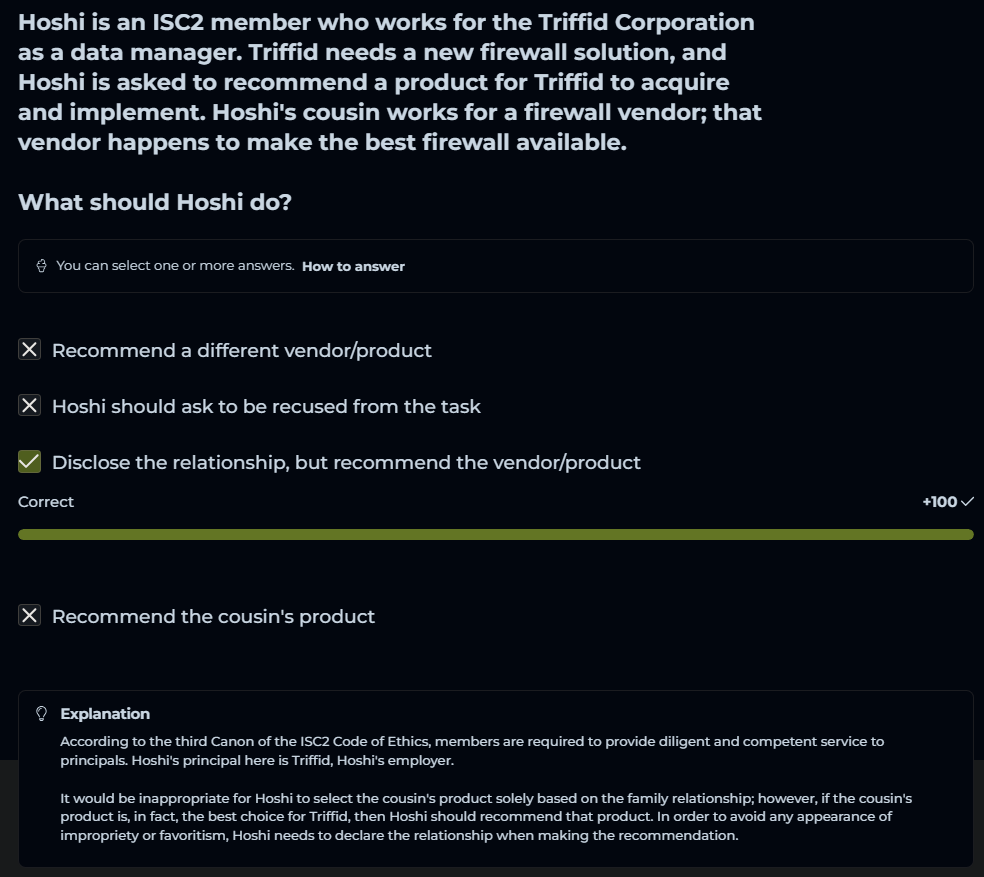 Hoshi is an ISC2 member who works for the Triffid Corporation
as a data manager. Triffid needs a new firewall solution, and
Hoshi is asked to recommend a product for Triffid to acquire
and implement. Hoshi's cousin works for a firewall vendor; that
vendor happens to make the best firewall available.
What should Hoshi do?
You can select one or more answers. How to answer
Recommend a different vendor/product
Hoshi should ask to be recused from the task
Disclose the relationship, but recommend the vendor/product
Correct +100
Recommend the cousin's product
Explanation
According to the third Canon of the ISC2 Code of Ethics, members are required to provide diligent and competent service to
principals. Hoshi's principal here is Triffid, Hoshi's employer.
It would be inappropriate for Hoshi to select the cousin's product solely based on the family relationship; however, if the cousin's
product is, in fact, the best choice for Triffid, then Hoshi should recommend that product. In order to avoid any appearance of
impropriety or favoritism, Hoshi needs to declare the relationship when making the recommendation.